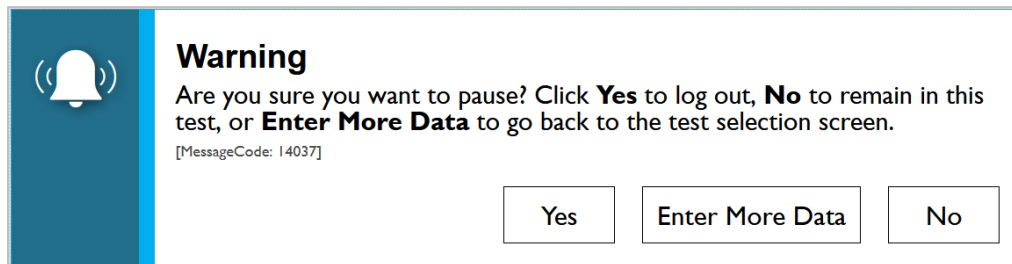 Warning
Are you sure you want to pause? Click Yes to log out, No to remain in this
test, or Enter More Data to go back to the test selection screen.
[MessageCode: 14037]
Yes
Enter More Data
No